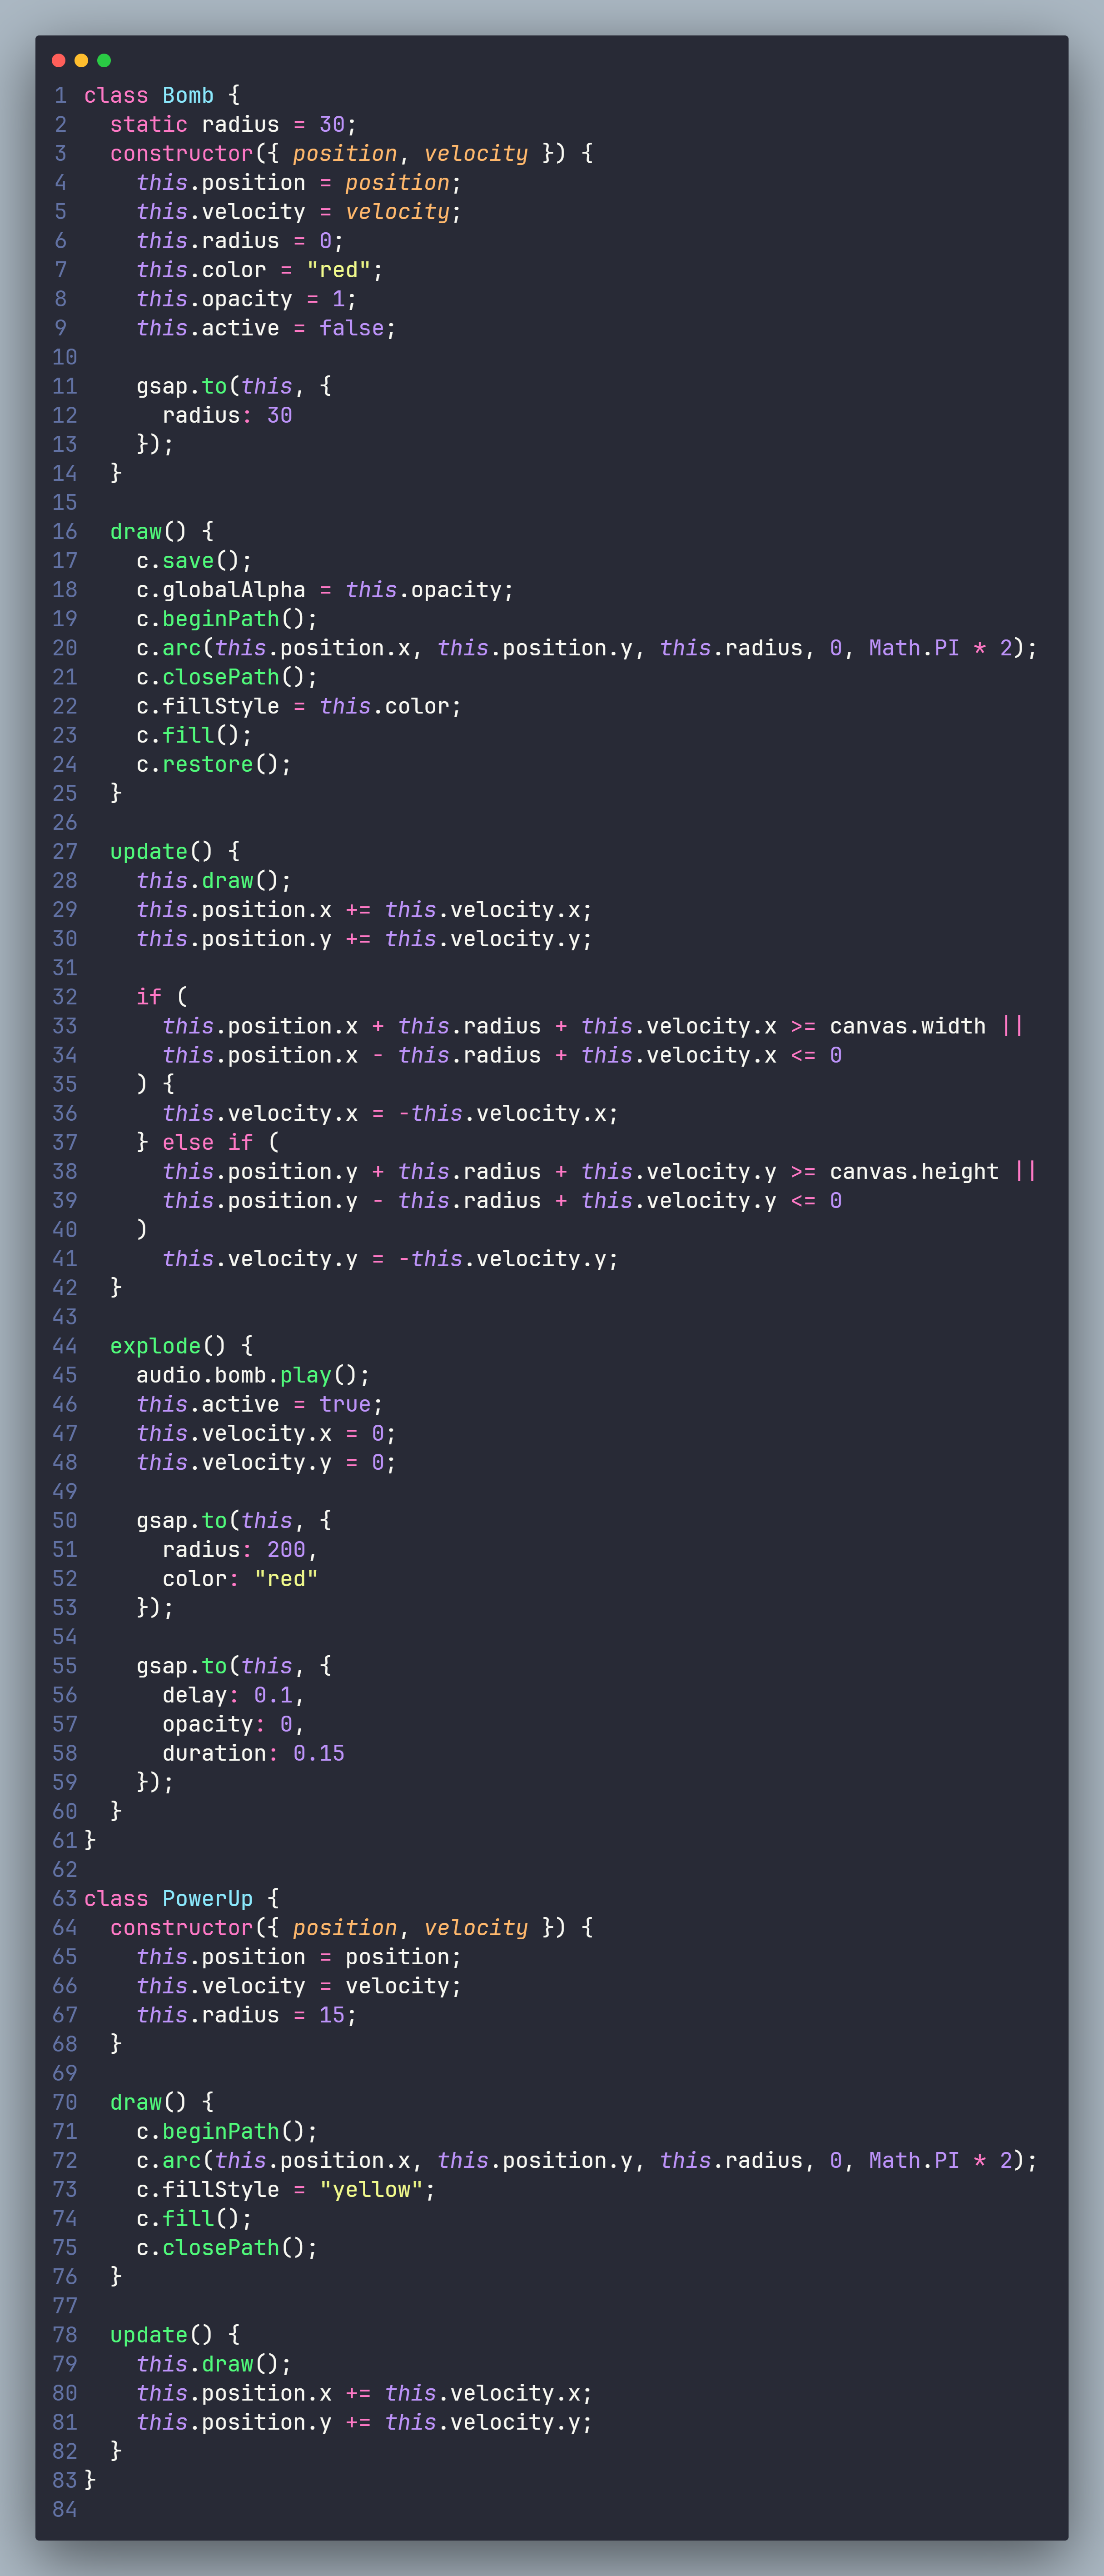 1 class Bomb {
2   static radius = 30;
3   constructor({ position, velocity }) {
4     this.position = position;
5     this.velocity = velocity;
6     this.radius = 0;
7     this.color = "red";
8     this.opacity = 1;
9     this.active = false;
10
11     gsap.to(this, {
12       radius: 30
13     });
14   }
15
16   draw() {
17     c.save();
18     c.globalAlpha = this.opacity;
19     c.beginPath();
20     c.arc(this.position.x, this.position.y, this.radius, 0, Math.PI * 2);
21     c.closePath();
22     c.fillStyle = this.color;
23     c.fill();
24     c.restore();
25   }
26
27   update() {
28     this.draw();
29     this.position.x += this.velocity.x;
30     this.position.y += this.velocity.y;
31
32     if (
33       this.position.x + this.radius + this.velocity.x >= canvas.width ||
34       this.position.x - this.radius + this.velocity.x <= 0
35     ) {
36       this.velocity.x = -this.velocity.x;
37     } else if (
38       this.position.y + this.radius + this.velocity.y >= canvas.height ||
39       this.position.y - this.radius + this.velocity.y <= 0
40     )
41       this.velocity.y = -this.velocity.y;
42   }
43
44   explode() {
45     audio.bomb.play();
46     this.active = true;
47     this.velocity.x = 0;
48     this.velocity.y = 0;
49
50     gsap.to(this, {
51       radius: 200,
52       color: "red"
53     });
54
55     gsap.to(this, {
56       delay: 0.1,
57       opacity: 0,
58       duration: 0.15
59     });
60   }
61 }
62
63 class PowerUp {
64   constructor({ position, velocity }) {
65     this.position = position;
66     this.velocity = velocity;
67     this.radius = 15;
68   }
69
70   draw() {
71     c.beginPath();
72     c.arc(this.position.x, this.position.y, this.radius, 0, Math.PI * 2);
73     c.fillStyle = "yellow";
74     c.fill();
75     c.closePath();
76   }
77
78   update() {
79     this.draw();
80     this.position.x += this.velocity.x;
81     this.position.y += this.velocity.y;
82   }
83 }
84